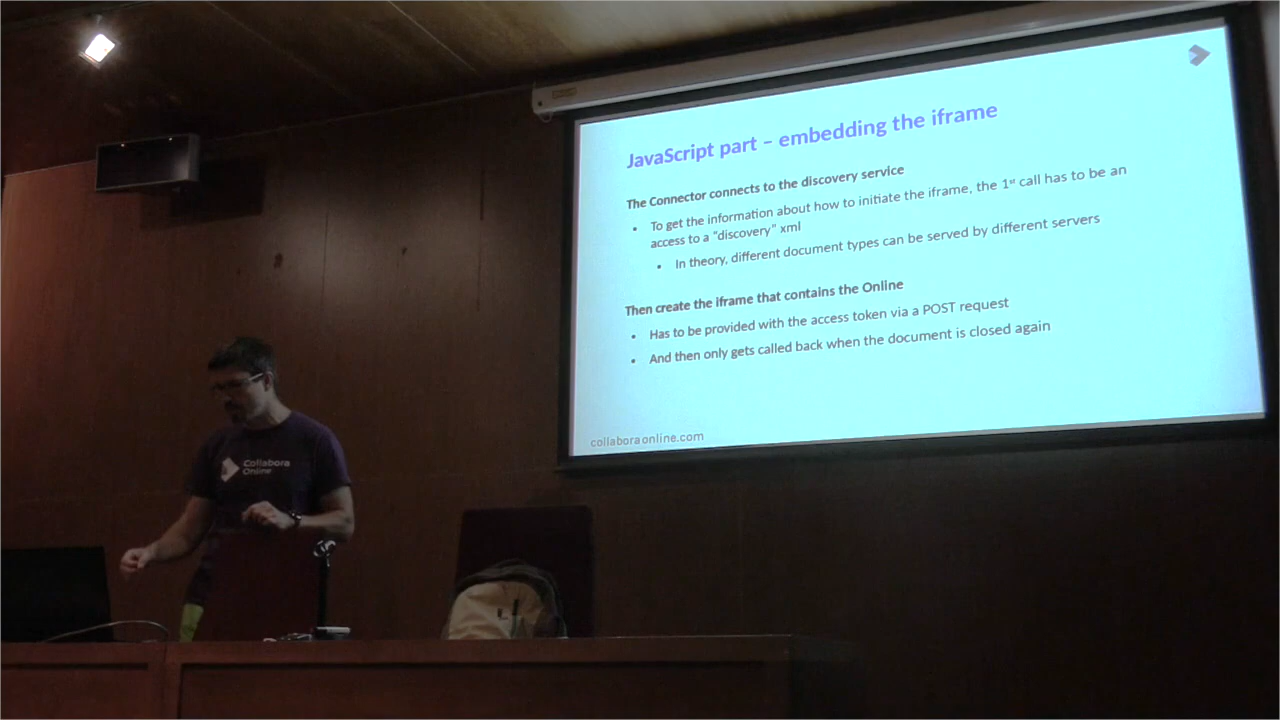 JavaScript part – embedding the iframe
The Connector connects to the discovery service
• To get the information about how to initiate the iframe, the 1st call has to be an
access to a "discovery" xml
• In theory, different document types can be served by different servers
Then create the iframe that contains the Online
• Has to be provided with the access token via a POST request
• And then only gets called back when the document is closed again
collaboraonline.com
Collabora
Online